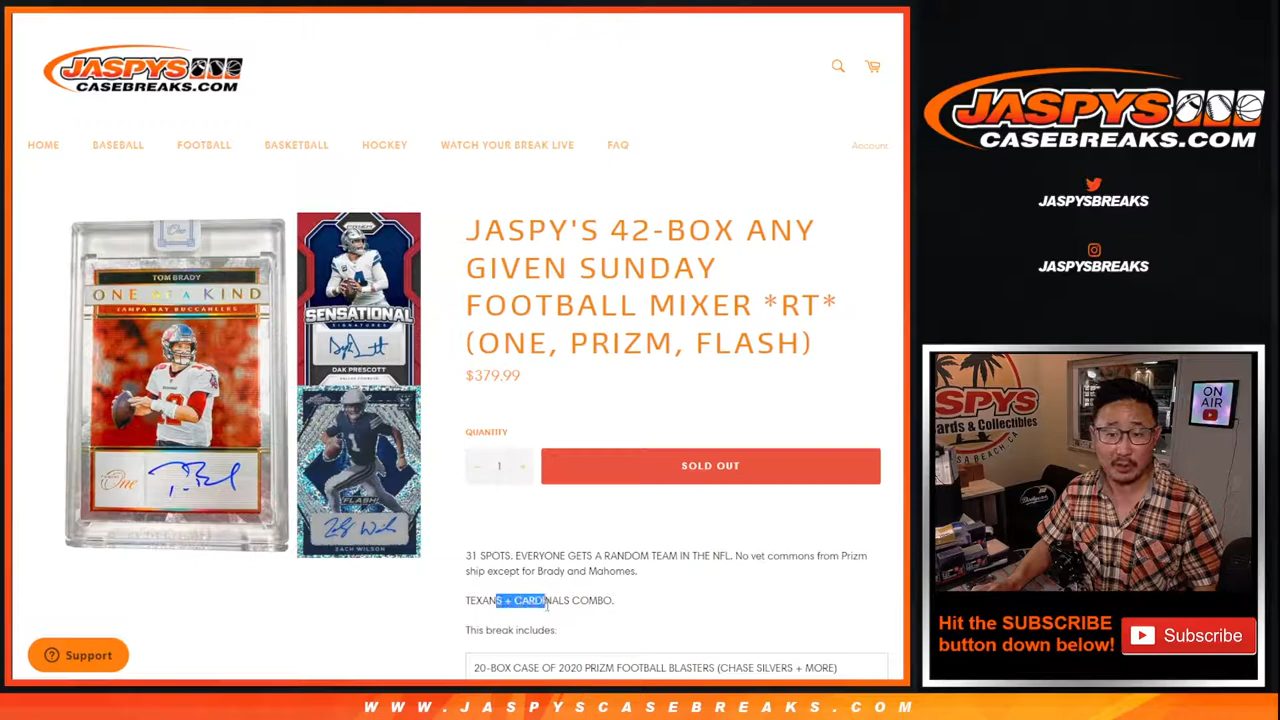 JASPYS
CASEBREAKS.COM
HOME BASEBALL FOOTBALL BASKETBALL HOCKEY WATCH YOUR BREAK LIVE FAQ Account
TOM BRADY
ONE OF A KIND
TAMPA BAY BUCCANEERS
One
SENSATIONAL
SIGNATURES
DAK PRESCOTT
FLASH!
ZACH WILSON
JASPY'S 42-BOX ANY
GIVEN SUNDAY
FOOTBALL MIXER *RT*
(ONE, PRIZM, FLASH)
$379.99
QUANTITY
− 1 +
SOLD OUT
31 SPOTS. EVERYONE GETS A RANDOM TEAM IN THE NFL. No vet commons from Prizm
ship except for Brady and Mahomes.
TEXANS + CARDINALS COMBO.
This break includes:
20-BOX CASE OF 2020 PRIZM FOOTBALL BLASTERS (CHASE SILVERS + MORE)
Support
JASPYS
CASEBREAKS.COM
JASPYSBREAKS
JASPYSBREAKS
ON
AIR
Hit the SUBSCRIBE
button down below!
Subscribe
WWW.JASPYSCASEBREAKS.COM